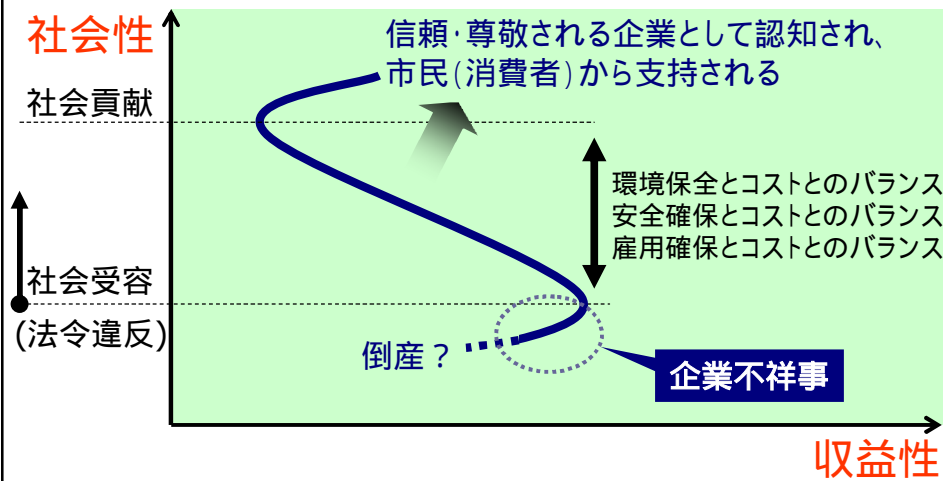 社会性
信頼・尊敬される企業として認知され、
市民(消費者)から支持される
社会貢献
環境保全とコストとのバランス
安全確保とコストとのバランス
雇用確保とコストとのバランス
社会受容
(法令違反)
倒産？
企業不祥事
収益性